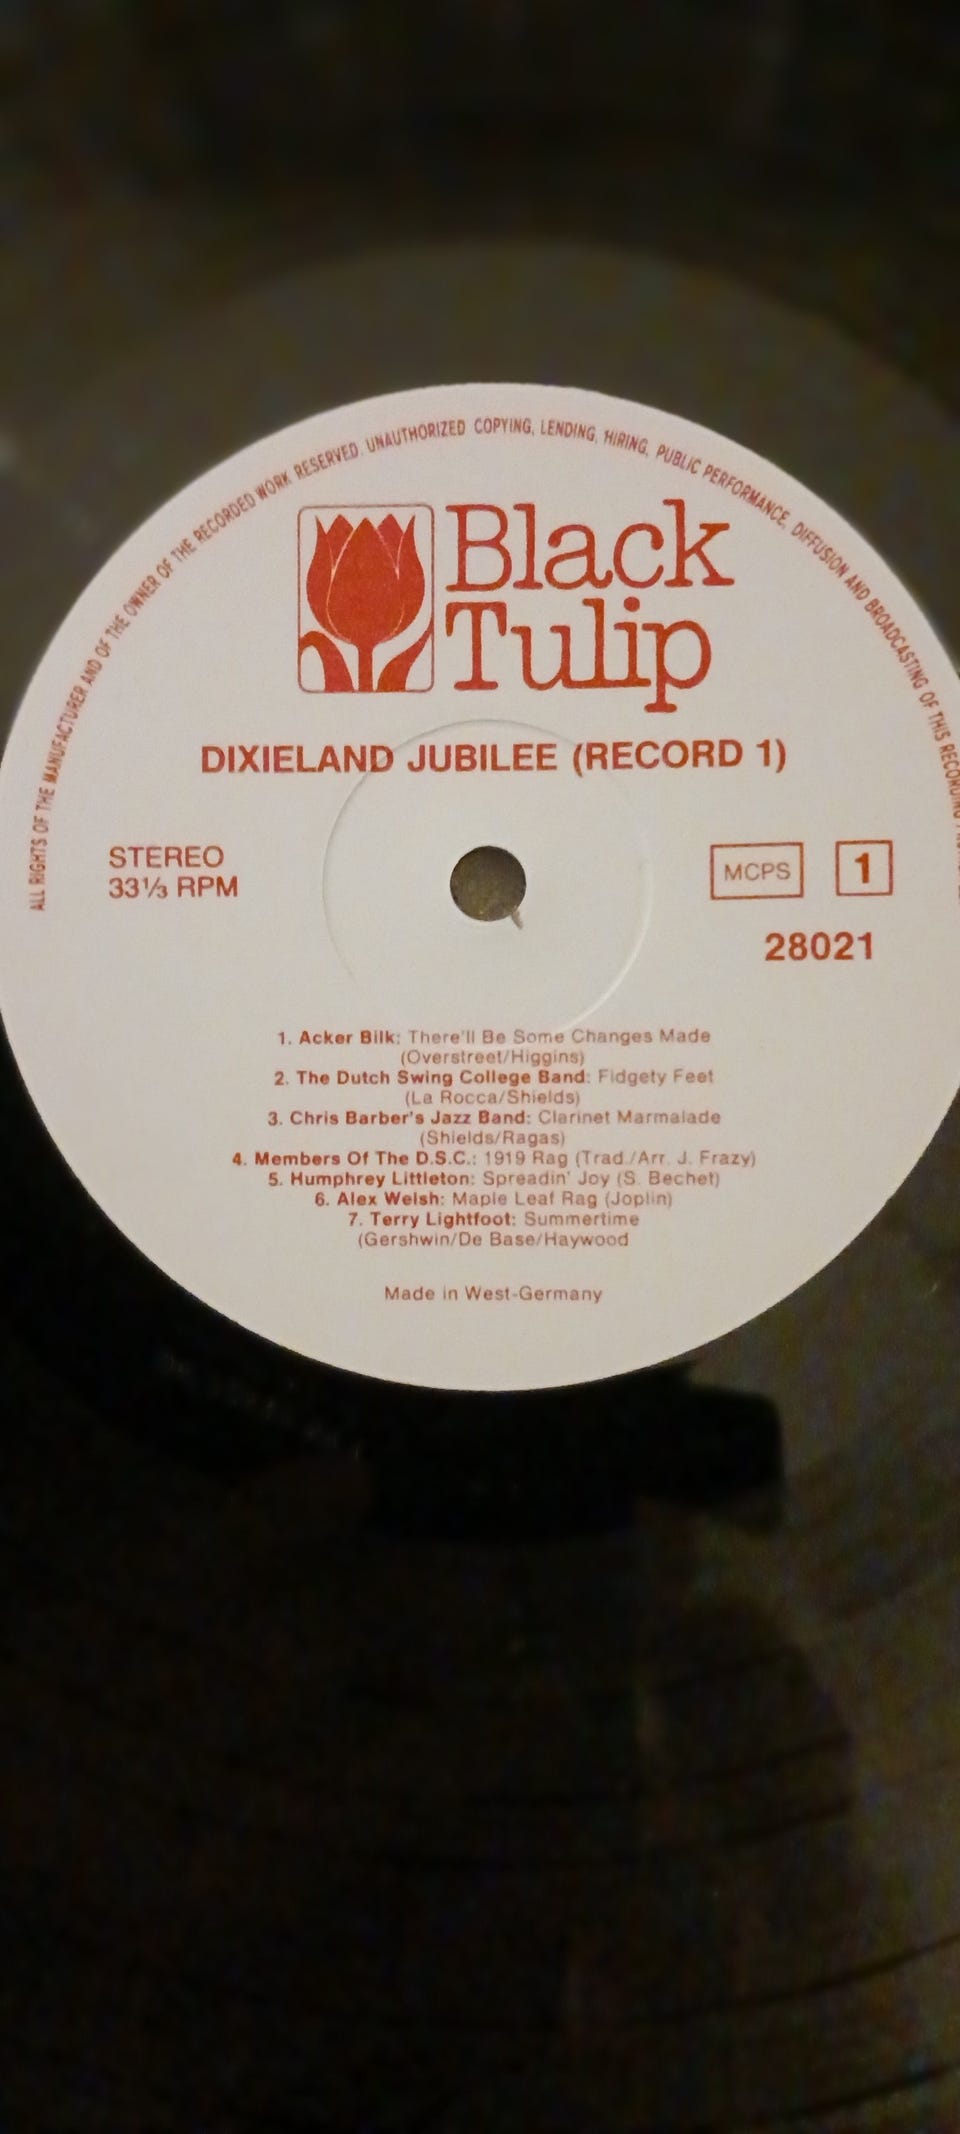 ALL RIGHTS OF THE MANUFACTURER AND OF THE OWNER OF THE RECORDED WORK RESERVED. UNAUTHORIZED COPYING, LENDING, HIRING, PUBLIC PERFORMANCE, DIFFUSION AND BROADCASTING OF THIS RECORDING
Black
Tulip
DIXIELAND JUBILEE (RECORD 1)
STEREO
33⅓ RPM
MCPS
1
28021
1. Acker Bilk: There'll Be Some Changes Made
(Overstreet/Higgins)
2. The Dutch Swing College Band: Fidgety Feet
(La Rocca/Shields)
3. Chris Barber's Jazz Band: Clarinet Marmalade
(Shields/Ragas)
4. Members Of The D.S.C.: 1919 Rag (Trad./Arr. J. Frazy)
5. Humphrey Littleton: Spreadin' Joy (S. Bechet)
6. Alex Welsh: Maple Leaf Rag (Joplin)
7. Terry Lightfoot: Summertime
(Gershwin/De Base/Haywood
Made in West-Germany